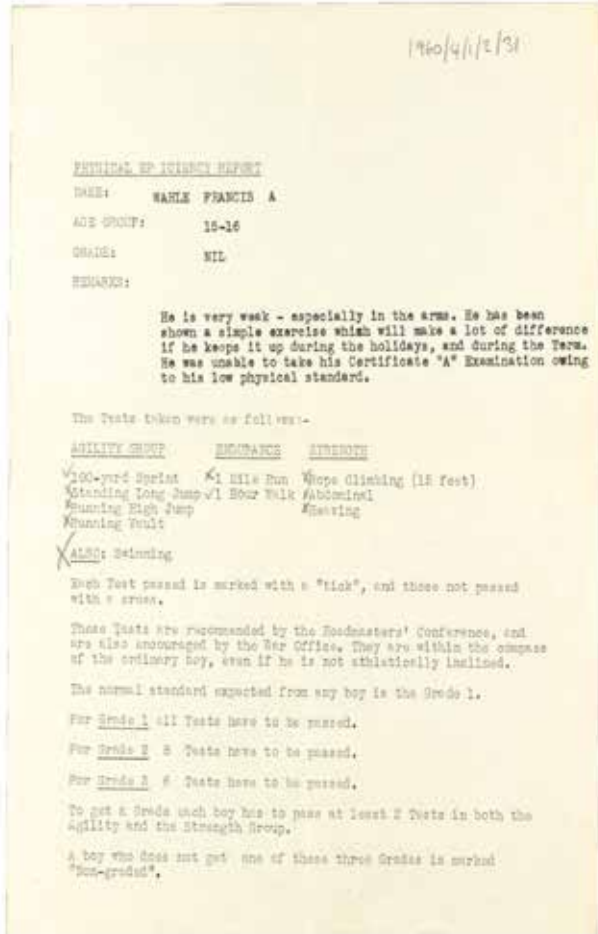 1960/4/1/2/31
PHYSICAL EFICIENCY REPORT
NAME: WAHLE FRANCIS A
AGE GROUP: 15-16
GRADE: NIL
REMARKS:
He is very weak - especially in the arms. He has been
shown a simple exercise which will make a lot of difference
if he keeps it up during the holidays, and during the Term.
He was unable to take his Certificate "A" Examination owing
to his low physical standard.
The Tests taken were as follows:-
AGILITY GROUP ENDURANCE STRENGTH
✓100-yard Sprint ✗1 Mile Run ✗Rope Climbing (15 feet)
✗Standing Long Jump ✓1 Hour Walk ✗Abdominal
✗Running High Jump ✗Heaving
✗Running Vault
✗ALSO: Swimming
Each Test passed is marked with a "tick", and those not passed
with a cross.
These Tests are recommended by the Headmasters' Conference, and
are also encouraged by the War Office. They are within the compass
of the ordinary boy, even if he is not athletically inclined.
The normal standard expected from any boy is the Grade 1.
For Grade 1 all Tests have to be passed.
For Grade 2 8 Tests have to be passed.
For Grade 3 6 Tests have to be passed.
To get a Grade each boy has to pass at least 2 Tests in both the
Agility and the Strength Group.
A boy who does not get one of these three Grades is marked
"Non-graded".